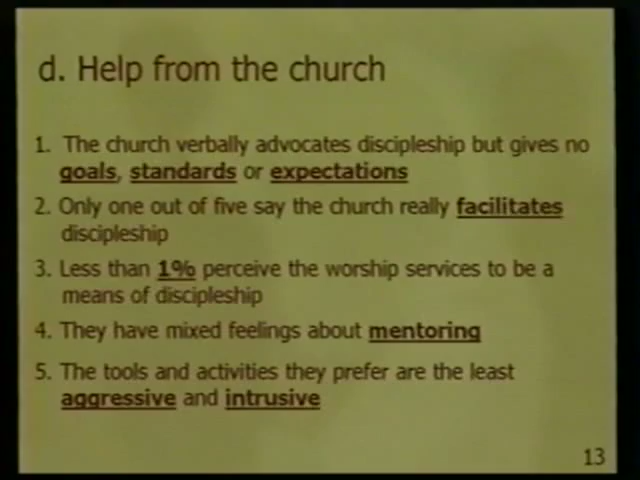 d. Help from the church
1. The church verbally advocates discipleship but gives no
goals, standards or expectations
2. Only one out of five say the church really facilitates
discipleship
3. Less than 1% perceive the worship services to be a
means of discipleship
4. They have mixed feelings about mentoring
5. The tools and activities they prefer are the least
aggressive and intrusive
13